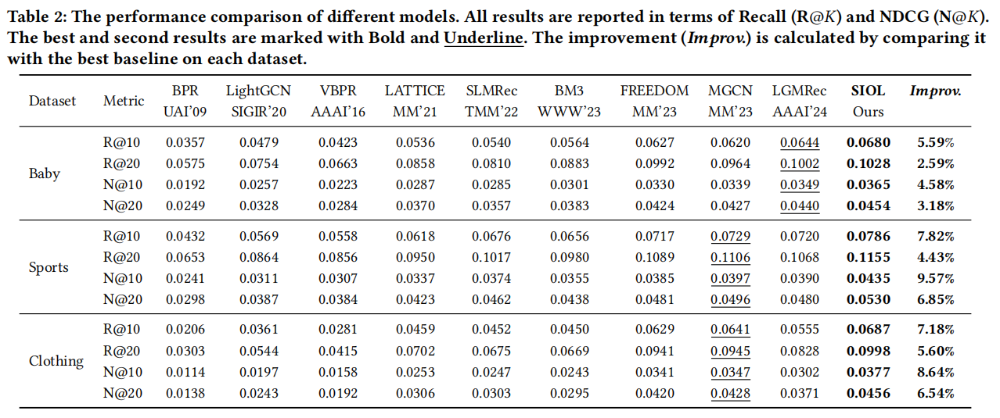 Table 2: The performance comparison of different models. All results are reported in terms of Recall (R@K) and NDCG (N@K).
The best and second results are marked with Bold and Underline. The improvement (Improv.) is calculated by comparing it
with the best baseline on each dataset.
Dataset Metric BPR LightGCN VBPR LATTICE SLMRec BM3 FREEDOM MGCN LGMRec SIOL Improv.
UAI’09 SIGIR’20 AAAI’16 MM’21 TMM’22 WWW’23 MM’23 MM’23 AAAI’24 Ours
Baby
R@10 0.0357 0.0479 0.0423 0.0536 0.0540 0.0564 0.0627 0.0620 0.0644 0.0680 5.59%
R@20 0.0575 0.0754 0.0663 0.0858 0.0810 0.0883 0.0992 0.0964 0.1002 0.1028 2.59%
N@10 0.0192 0.0257 0.0223 0.0287 0.0285 0.0301 0.0330 0.0339 0.0349 0.0365 4.58%
N@20 0.0249 0.0328 0.0284 0.0370 0.0357 0.0383 0.0424 0.0427 0.0440 0.0454 3.18%
Sports
R@10 0.0432 0.0569 0.0558 0.0618 0.0676 0.0656 0.0717 0.0729 0.0720 0.0786 7.82%
R@20 0.0653 0.0864 0.0856 0.0950 0.1017 0.0980 0.1089 0.1106 0.1068 0.1155 4.43%
N@10 0.0241 0.0311 0.0307 0.0337 0.0374 0.0355 0.0385 0.0397 0.0390 0.0435 9.57%
N@20 0.0298 0.0387 0.0384 0.0423 0.0462 0.0438 0.0481 0.0496 0.0480 0.0530 6.85%
Clothing
R@10 0.0206 0.0361 0.0281 0.0459 0.0452 0.0450 0.0629 0.0641 0.0555 0.0687 7.18%
R@20 0.0303 0.0544 0.0415 0.0702 0.0675 0.0669 0.0941 0.0945 0.0828 0.0998 5.60%
N@10 0.0114 0.0197 0.0158 0.0253 0.0247 0.0243 0.0341 0.0347 0.0302 0.0377 8.64%
N@20 0.0138 0.0243 0.0192 0.0306 0.0303 0.0295 0.0420 0.0428 0.0371 0.0456 6.54%